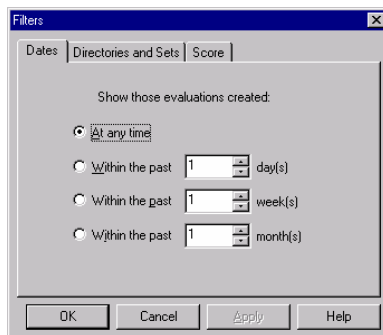 Filters
Dates Directories and Sets Score
Show those evaluations created:
At any time
Within the past 1 day(s)
Within the past 1 week(s)
Within the past 1 month(s)
OK Cancel Apply Help